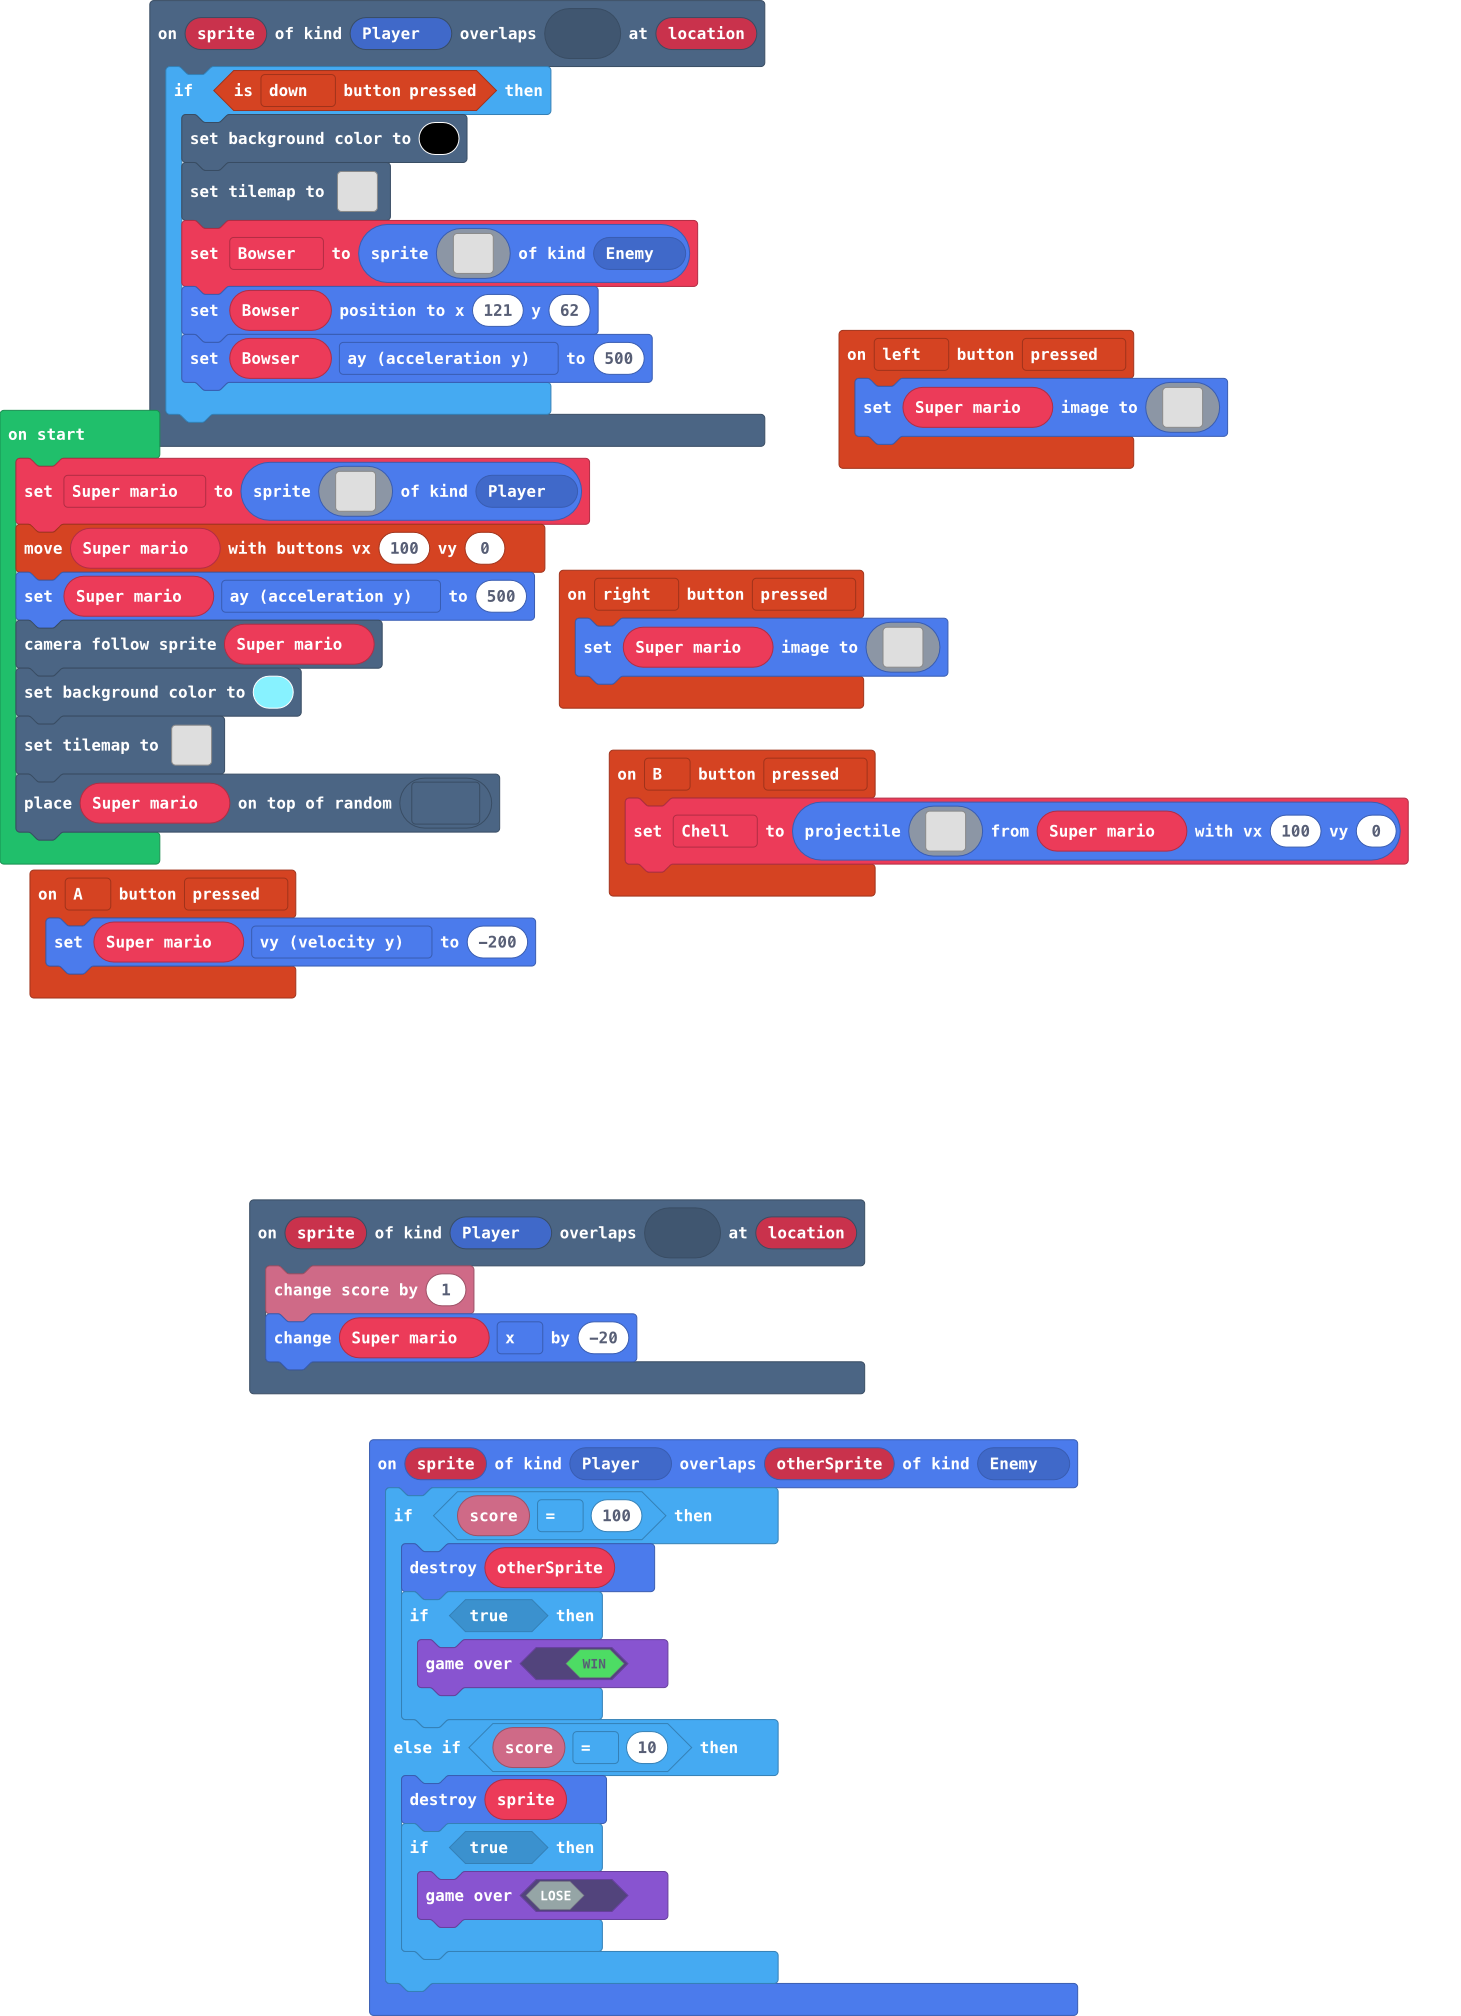 on sprite of kind Player overlaps at location
if is down button pressed then
set background color to
set tilemap to
set Bowser to sprite of kind Enemy
set Bowser position to x 121 y 62
set Bowser ay (acceleration y) to 500
on left button pressed
set Super mario image to
on start
set Super mario to sprite of kind Player
move Super mario with buttons vx 100 vy 0
set Super mario ay (acceleration y) to 500
camera follow sprite Super mario
set background color to
set tilemap to
place Super mario on top of random
on right button pressed
set Super mario image to
on B button pressed
set Chell to projectile from Super mario with vx 100 vy 0
on A button pressed
set Super mario vy (velocity y) to -200
on sprite of kind Player overlaps at location
change score by 1
change Super mario x by -20
on sprite of kind Player overlaps otherSprite of kind Enemy
if score = 100 then
destroy otherSprite
if true then
game over WIN
else if score = 10 then
destroy sprite
if true then
game over LOSE